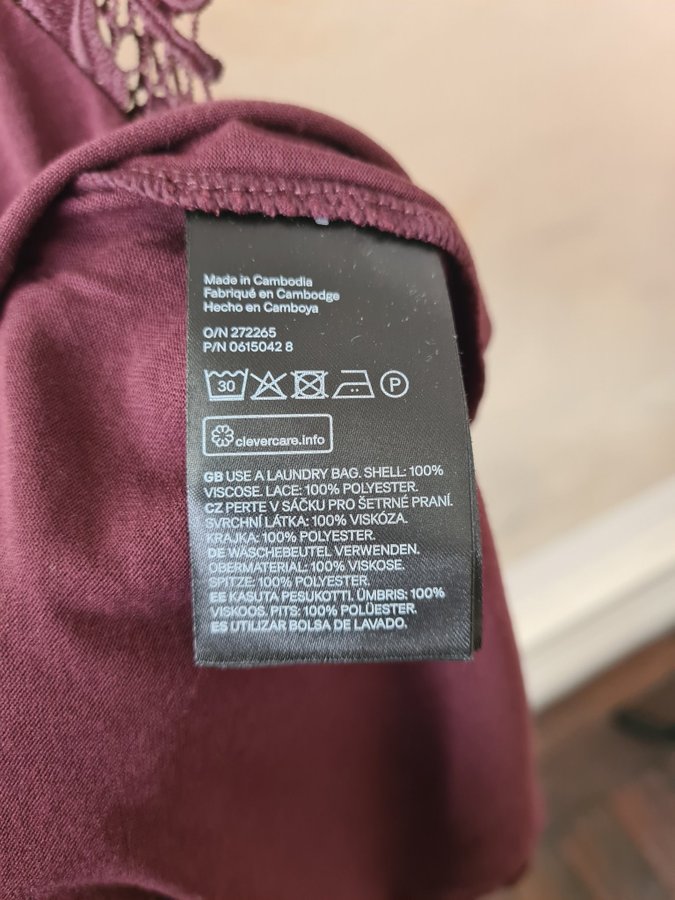 Made in Cambodia
Fabriqué en Cambodge
Hecho en Camboya
O/N 272265
P/N 0615042 8
30 P
clevercare.info
GB USE A LAUNDRY BAG. SHELL: 100%
VISCOSE. LACE: 100% POLYESTER.
CZ PERTE V SÁČKU PRO ŠETRNÉ PRANÍ.
SVRCHNÍ LÁTKA: 100% VISKÓZA.
KRAJKA: 100% POLYESTER.
DE WÄSCHEBEUTEL VERWENDEN.
OBERMATERIAL: 100% VISKOSE.
SPITZE: 100% POLYESTER.
EE KASUTA PESUKOTTI. ÜMBRIS: 100%
VISKOOS. PITS: 100% POLÜESTER.
ES UTILIZAR BOLSA DE LAVADO.